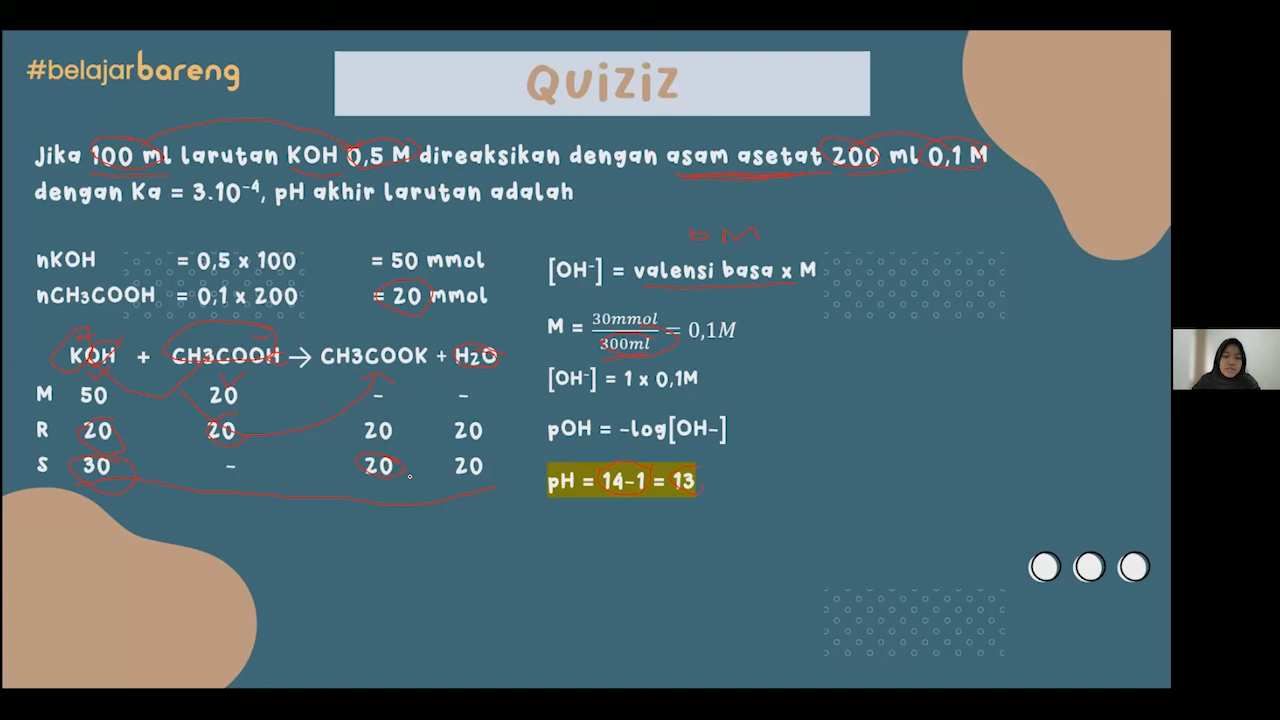 #belajarbareng
Quiziz
Jika 100 ml larutan KOH 0,5 M direaksikan dengan asam asetat 200 ml 0,1 M
dengan Ka = 3.10⁻⁴, pH akhir larutan adalah
nKOH = 0,5 x 100 = 50 mmol
nCH3COOH = 0,1 x 200 = 20 mmol
KOH + CH3COOH → CH3COOK + H2O
M 50 20 - -
R 20 20 20 20
S 30 - 20 20
b M
[OH⁻] = valensi basa x M
M = 30mmol/300ml = 0,1M
[OH⁻] = 1 x 0,1M
pOH = -log[OH-]
pH = 14-1 = 13